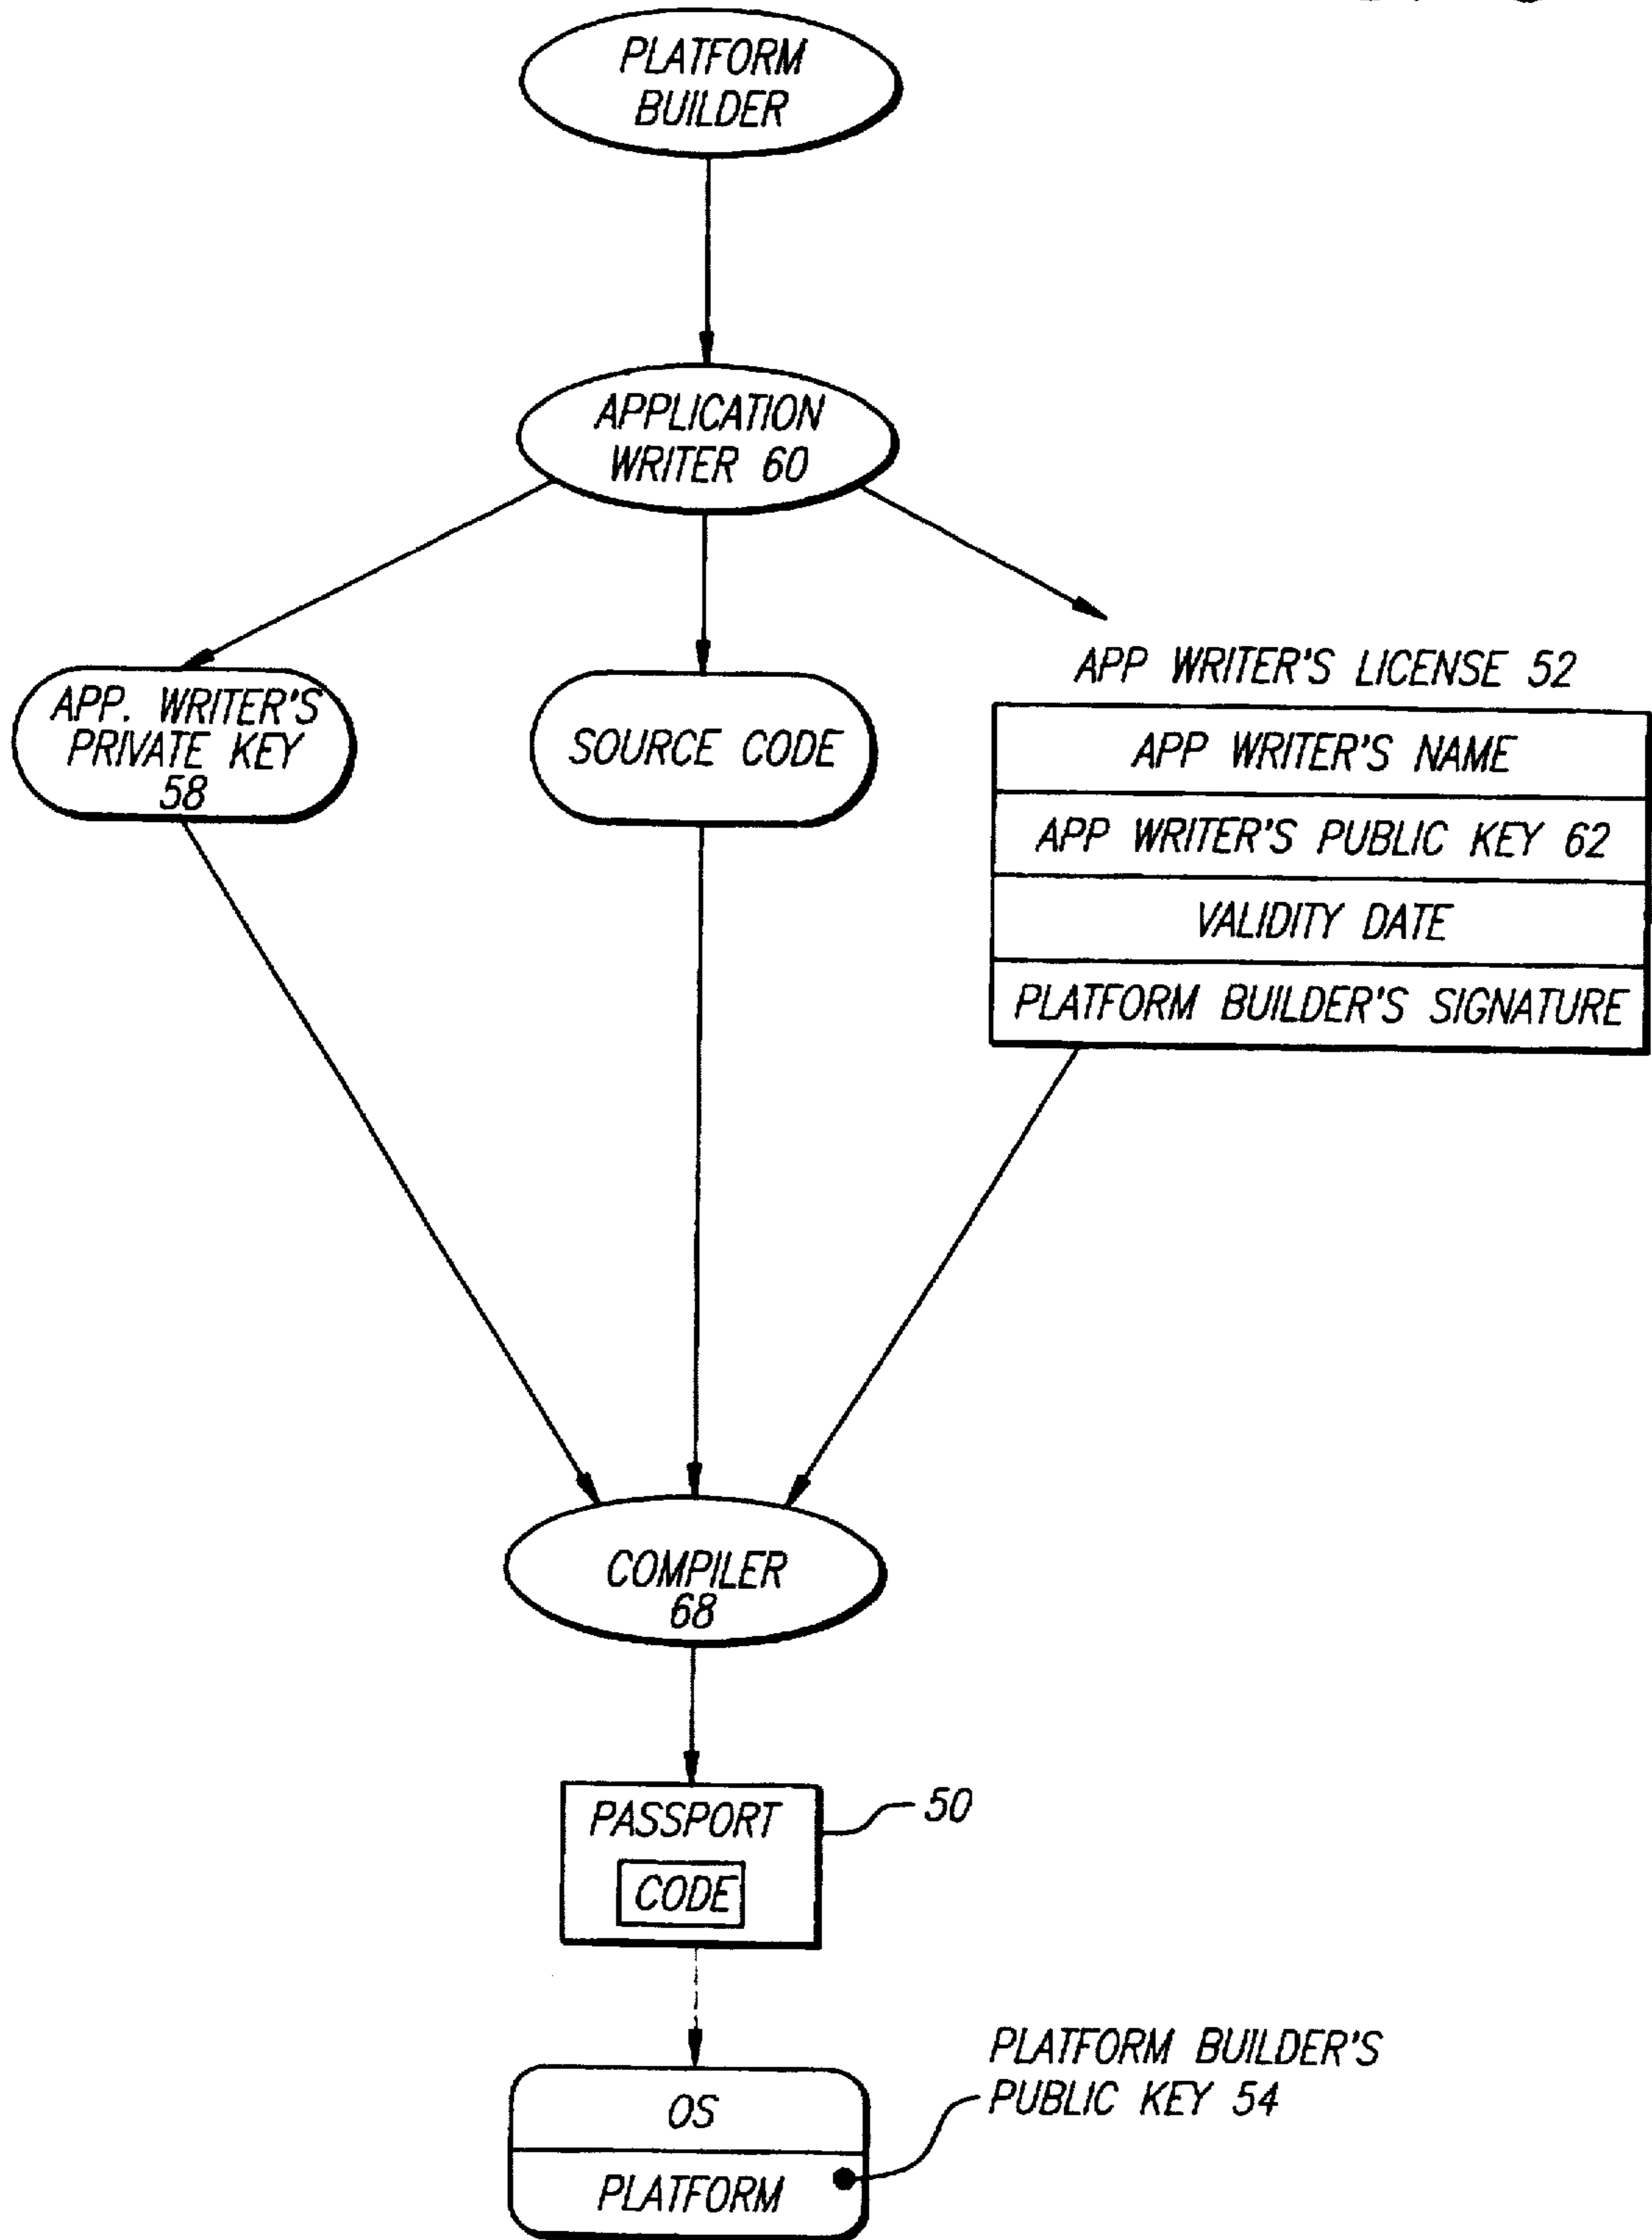 PLATFORM
BUILDER
APPLICATION
WRITER 60
APP. WRITER'S
PRIVATE KEY
58
SOURCE CODE
APP WRITER'S LICENSE 52
APP WRITER'S NAME
APP WRITER'S PUBLIC KEY 62
VALIDITY DATE
PLATFORM BUILDER'S SIGNATURE
COMPILER
68
PASSPORT
CODE
50
OS
PLATFORM
PLATFORM BUILDER'S
PUBLIC KEY 54